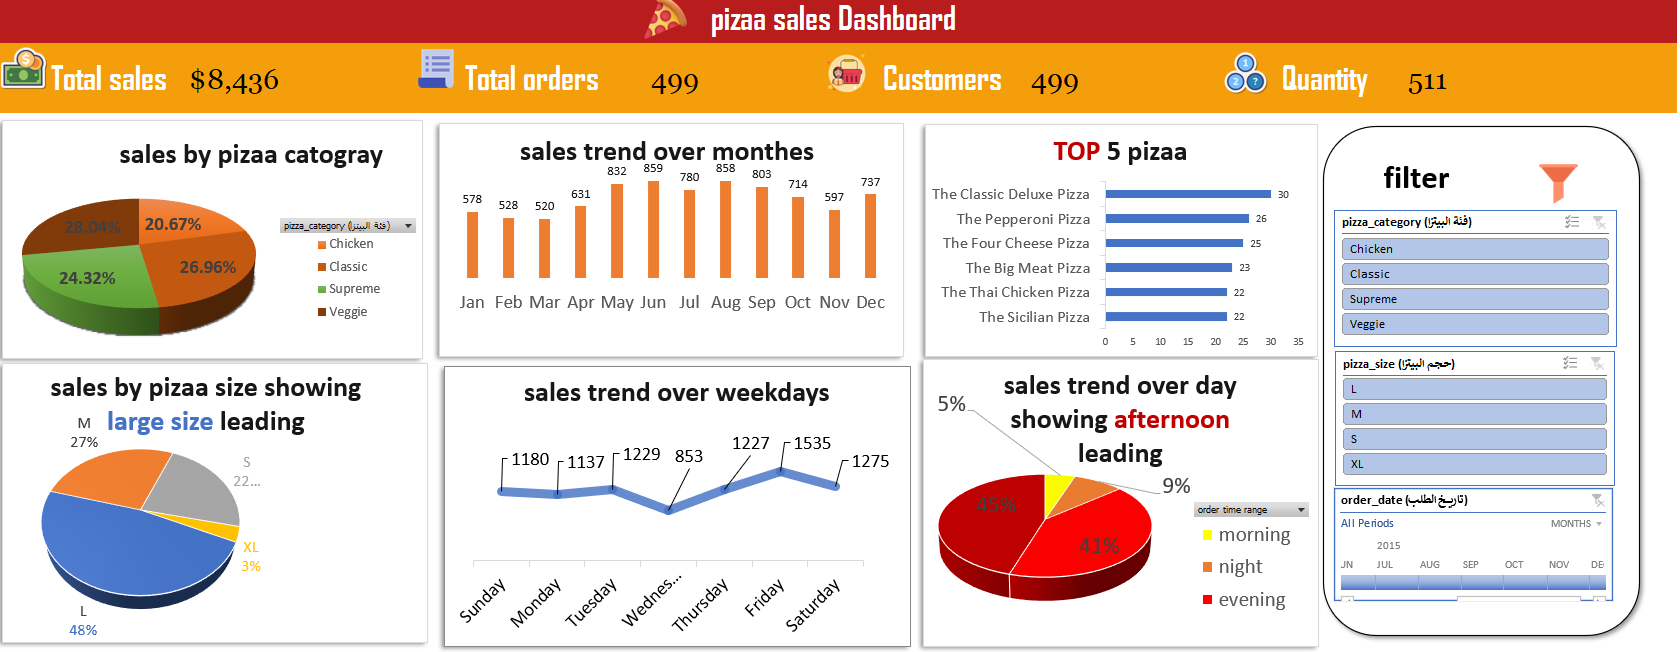 pizaa sales Dashboard
Total sales $8,436 Total orders 499 Customers 499 Quantity 511
sales by pizaa catogray
28.04% 20.67%
24.32% 26.96%
pizza_category (فئة البيتزا)
Chicken
Classic
Supreme
Veggie
sales trend over monthes
578 528 520 631 832 859 780 858 803 714 597 737
Jan Feb Mar Apr May Jun Jul Aug Sep Oct Nov Dec
TOP 5 pizaa
The Classic Deluxe Pizza 30
The Pepperoni Pizza 26
The Four Cheese Pizza 25
The Big Meat Pizza 23
The Thai Chicken Pizza 22
The Sicilian Pizza 22
0 5 10 15 20 25 30 35
filter
pizza_category (فئة البيتزا)
Chicken
Classic
Supreme
Veggie
pizza_size (حجم البيتزا)
L
M
S
XL
order_date (تاريخ الطلب)
All Periods MONTHS
2015
JN JUL AUG SEP OCT NOV DE
sales by pizaa size showing
large size leading
M
27%
S
22...
XL
3%
L
48%
sales trend over weekdays
1180 1137 1229 853 1227 1535 1275
Sunday Monday Tuesday Wednes... Thursday Friday Saturday
sales trend over day
showing afternoon
leading
5%
9%
45%
41%
order time range
morning
night
evening